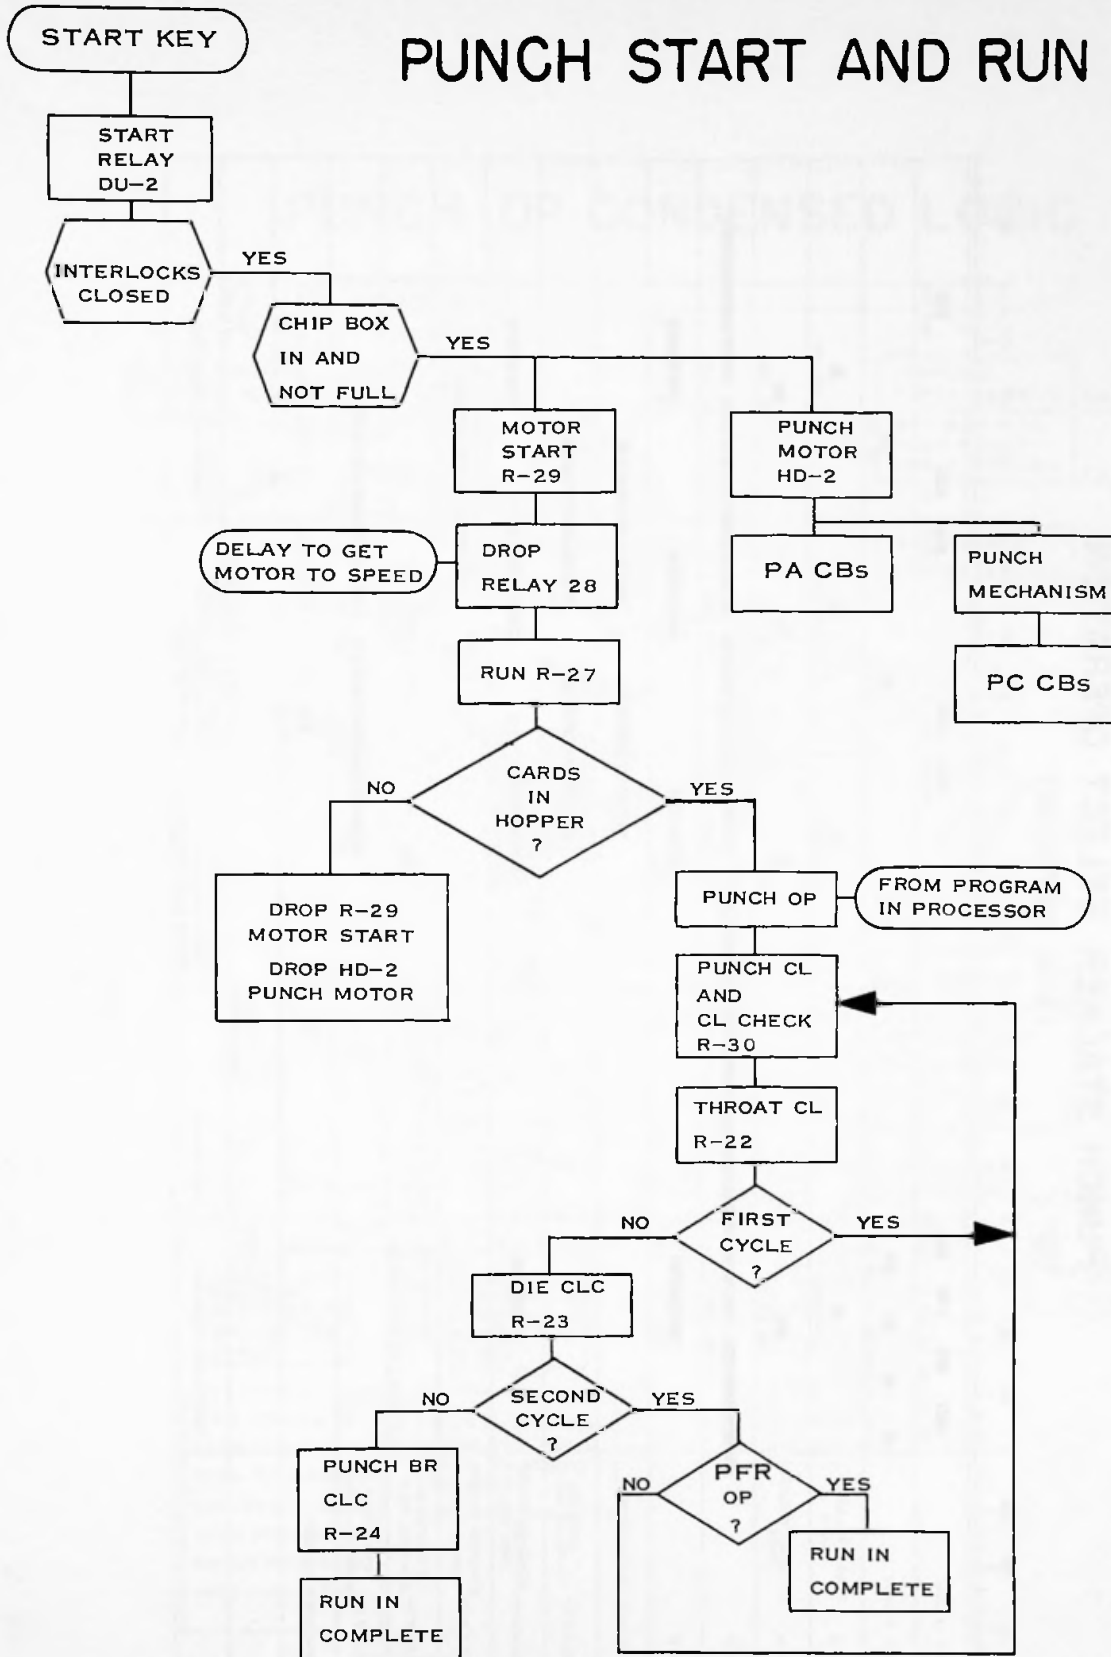 START KEY
PUNCH START AND RUN
START
RELAY
DU-2
INTERLOCKS
CLOSED
YES
CHIP BOX
IN AND
NOT FULL
YES
MOTOR
START
R-29
PUNCH
MOTOR
HD-2
DELAY TO GET
MOTOR TO SPEED
DROP
RELAY 28
PA CBs
PUNCH
MECHANISM
RUN R-27
PC CBs
CARDS
IN
HOPPER
?
NO
YES
DROP R-29
MOTOR START
DROP HD-2
PUNCH MOTOR
PUNCH OP
FROM PROGRAM
IN PROCESSOR
PUNCH CL
AND
CL CHECK
R-30
THROAT CL
R-22
FIRST
CYCLE
?
NO
YES
DIE CLC
R-23
SECOND
CYCLE
?
NO
YES
PUNCH BR
CLC
R-24
PFR
OP
?
NO
YES
RUN IN
COMPLETE
RUN IN
COMPLETE